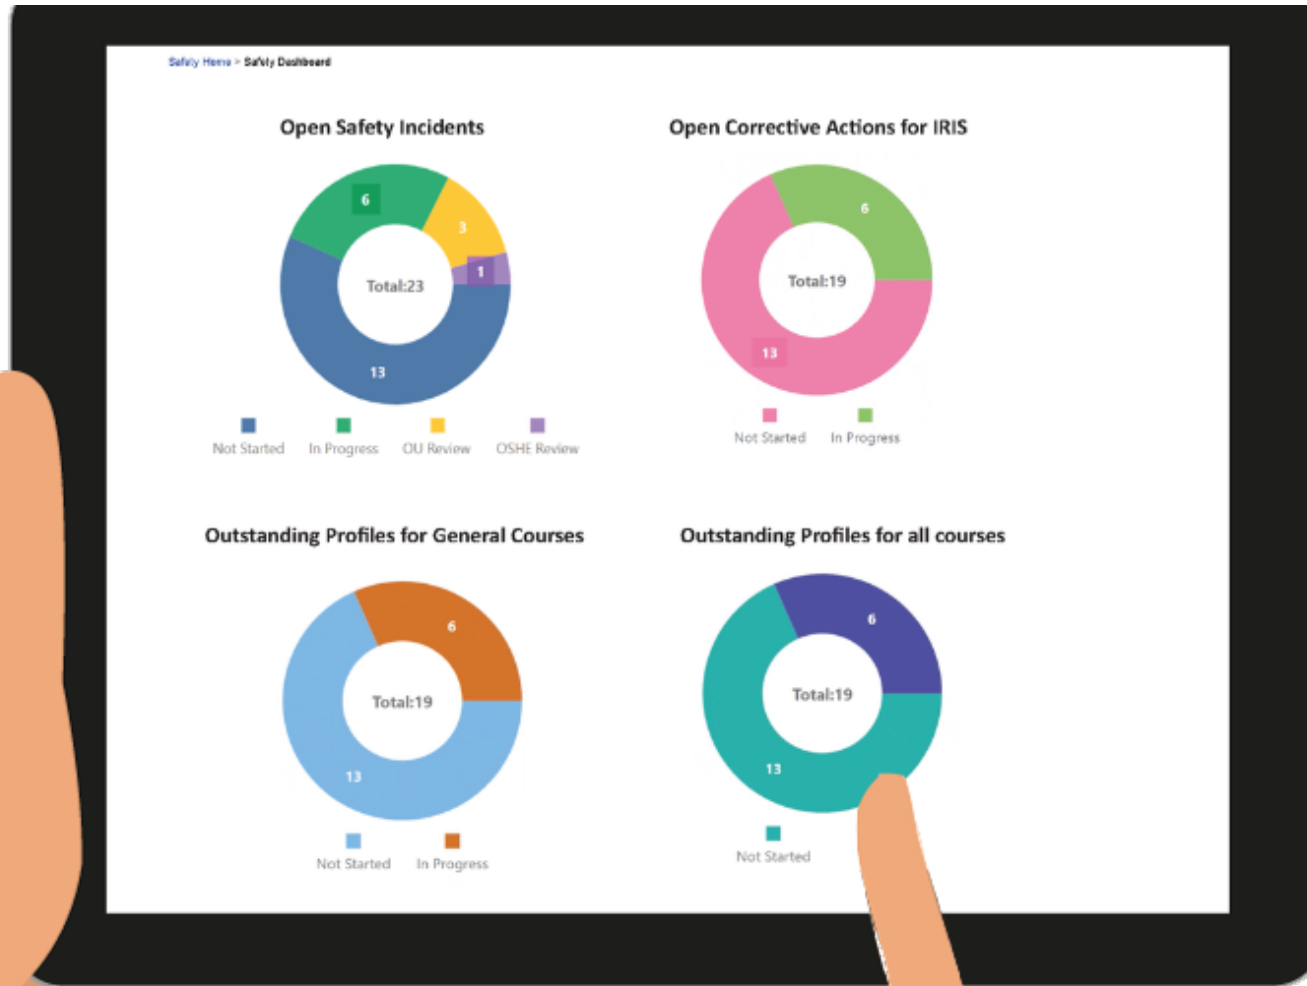 Safety Home > Safety Dashboard
Open Safety Incidents
6
3
1
Total:23
13
Not Started In Progress OU Review OSHE Review
Open Corrective Actions for IRIS
6
Total:19
13
Not Started In Progress
Outstanding Profiles for General Courses
6
Total:19
13
Not Started In Progress
Outstanding Profiles for all courses
6
Total:19
13
Not Started